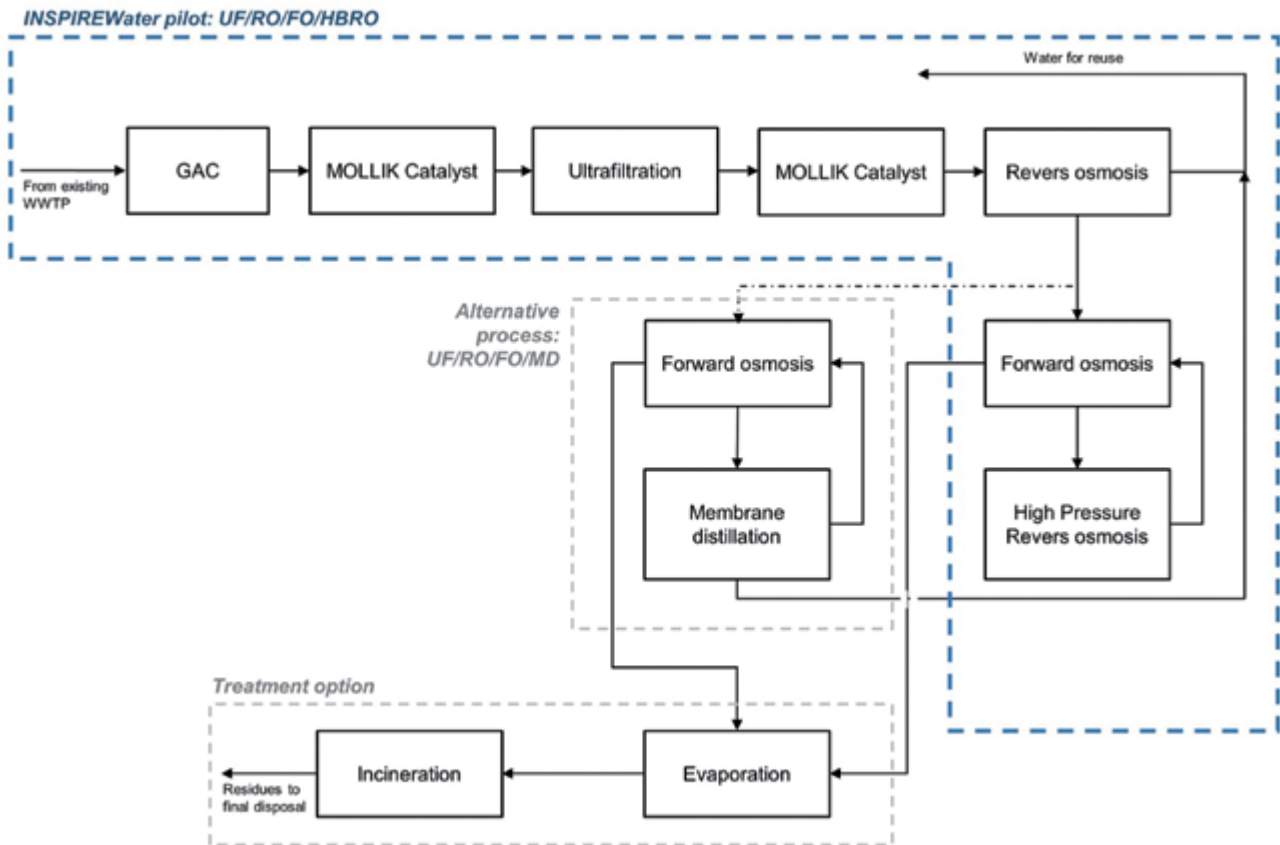 INSPIREWater pilot: UF/RO/FO/HBRO
Water for reuse
From existing
WWTP
GAC
MOLLIK Catalyst
Ultrafiltration
MOLLIK Catalyst
Revers osmosis
Alternative
process:
UF/RO/FO/MD
Forward osmosis
Forward osmosis
Membrane
distillation
High Pressure
Revers osmosis
Treatment option
Incineration
Evaporation
Residues to
final disposal